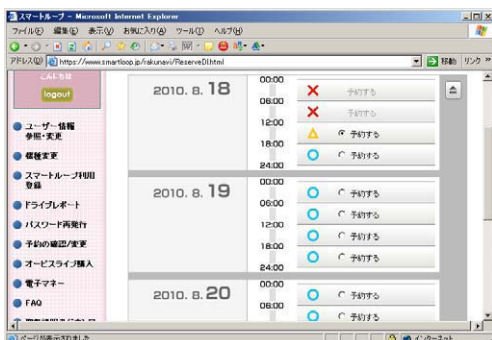 スマートループ - Microsoft Internet Explorer
ファイル(F) 編集(E) 表示(V) お気に入り(A) ツール(T) ヘルプ(H)
アドレス(D) https://www.smartloop.jp/rakunavi/ReserveDl.html 移動 リンク »
こんにちは
logout
ユーザー情報
参照・変更
機種変更
スマートループ利用
登録
ドライブレポート
パスワード再発行
予約の確認/変更
オービスライブ購入
電子マネー
FAQ
2010. 8. 18
00:00
予約する
06:00
予約する
12:00
予約する
18:00
予約する
24:00
2010. 8. 19
00:00
予約する
06:00
予約する
12:00
予約する
18:00
予約する
24:00
2010. 8. 20
00:00
予約する
06:00
予約する
ページが表示されました
インターネット